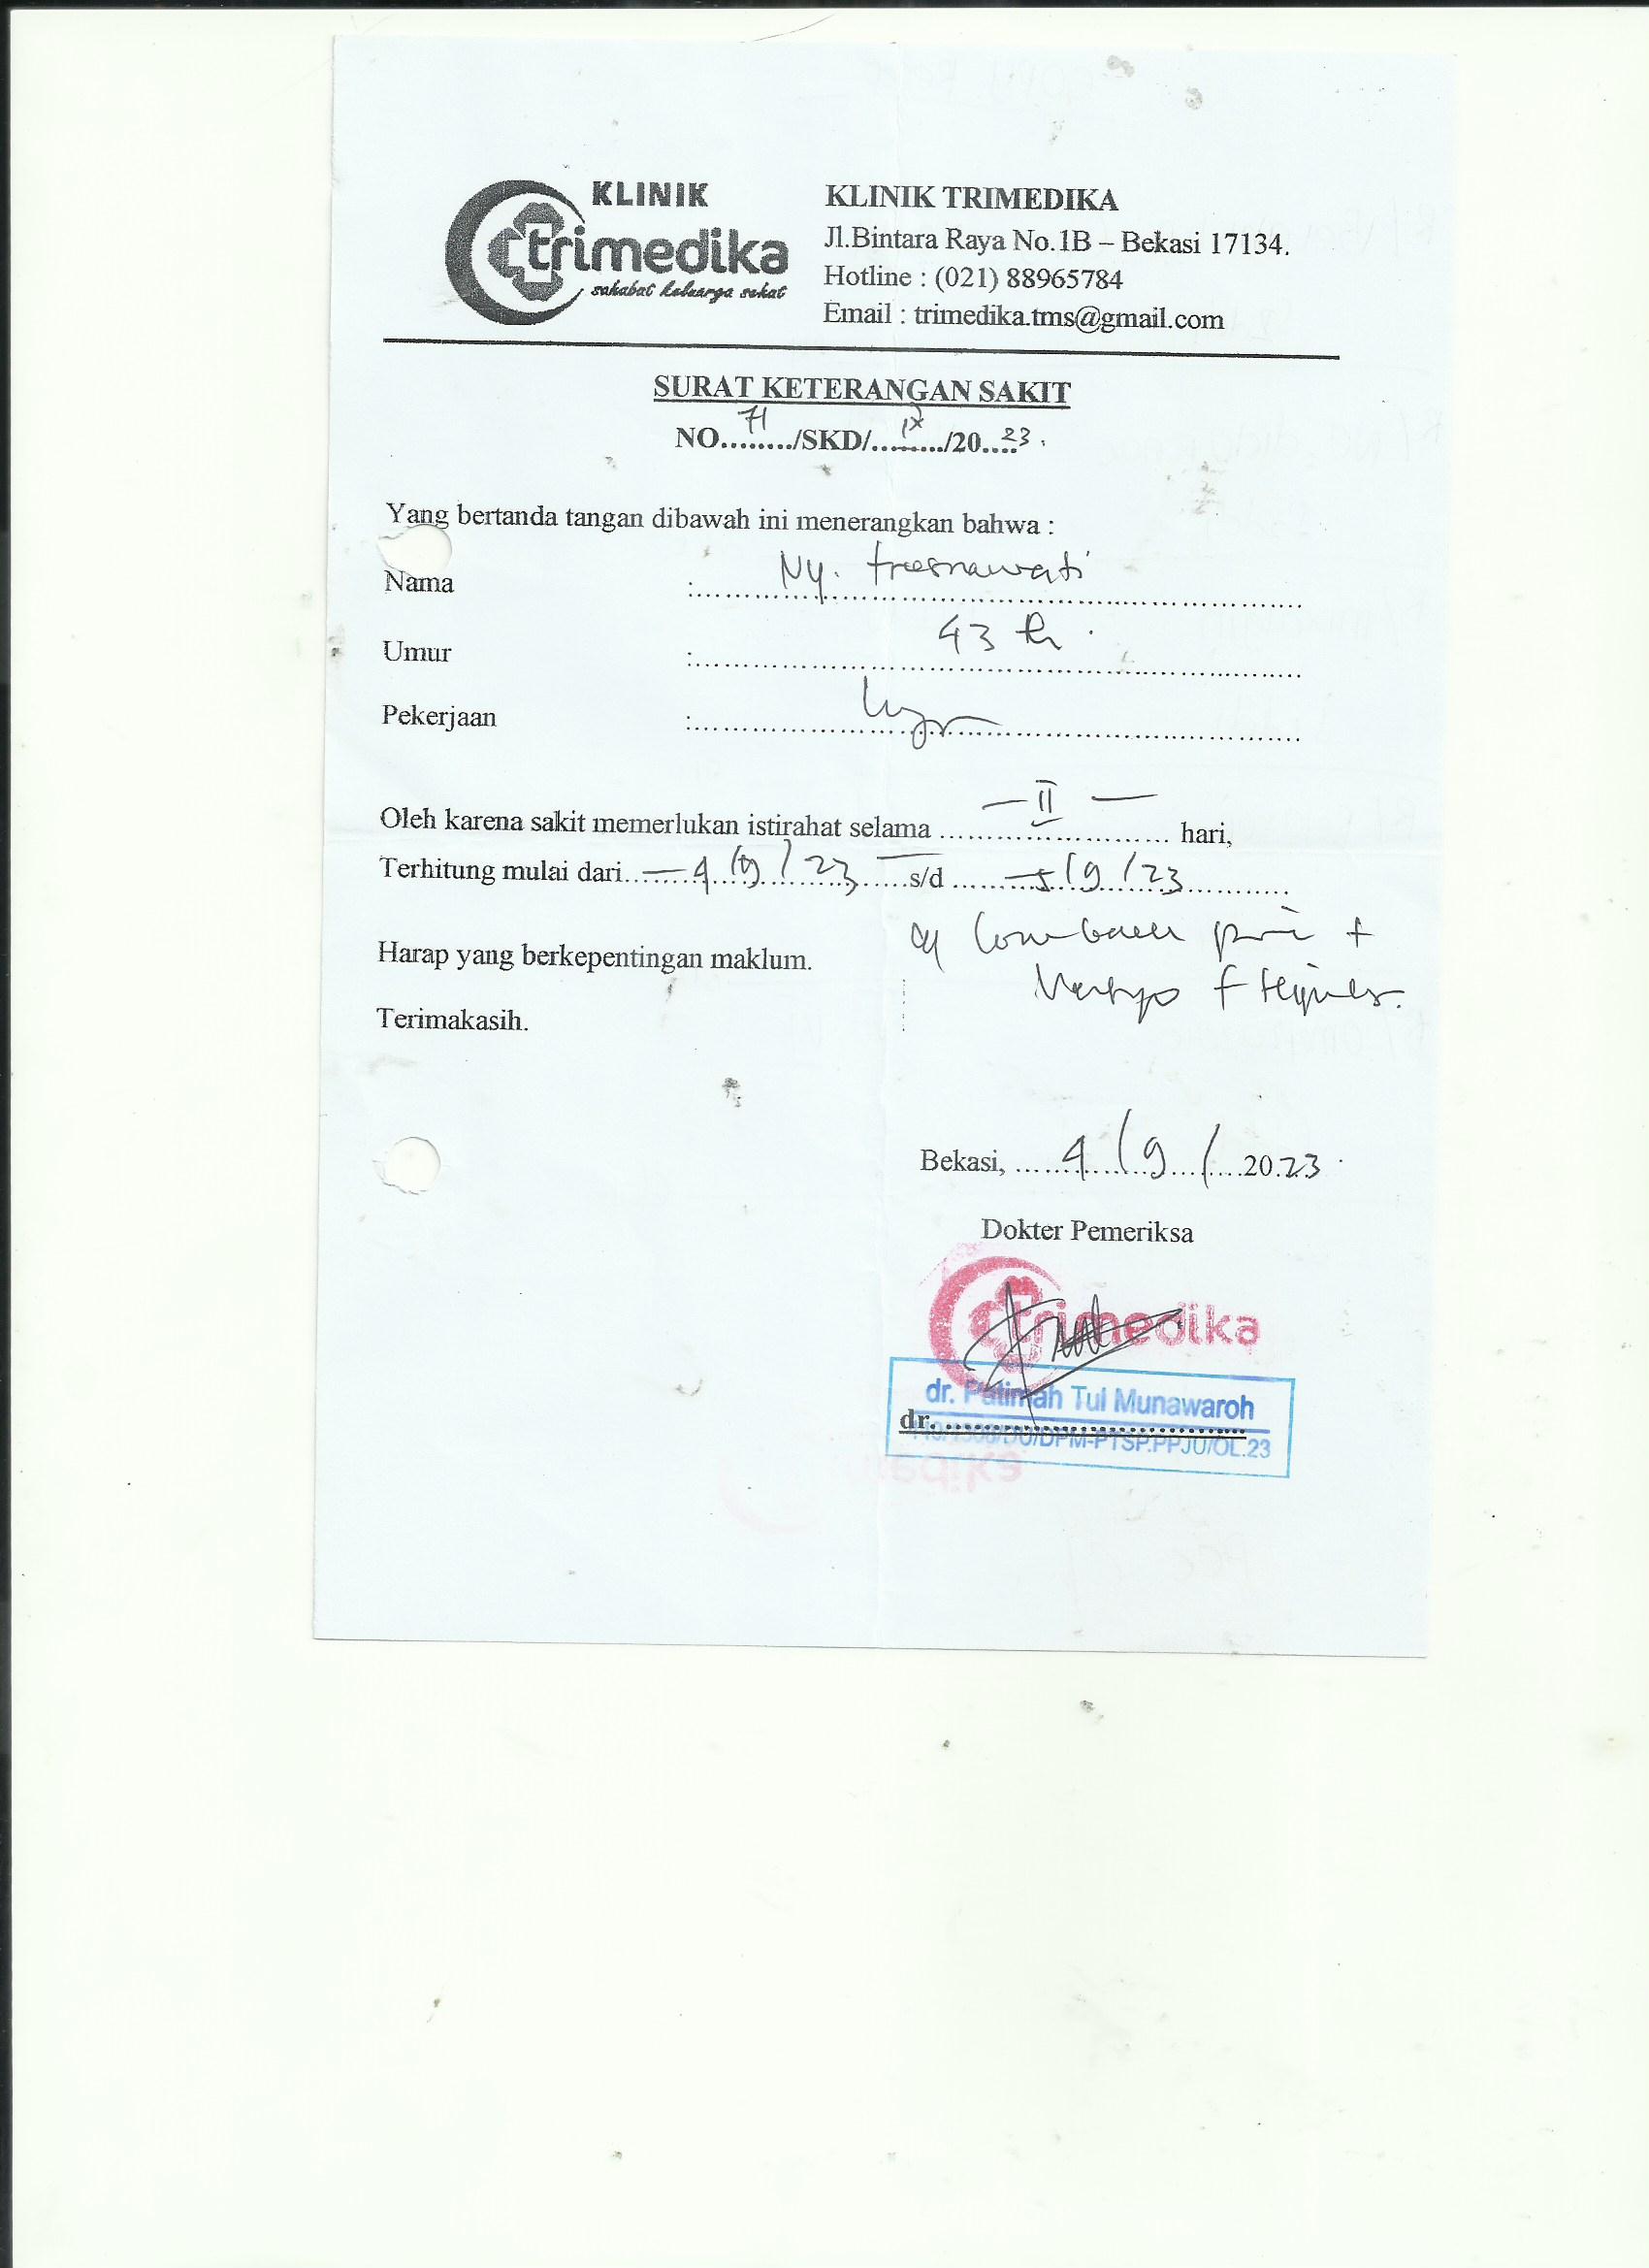 KLINIK
trimedika
sahabat keluarga sehat
KLINIK TRIMEDIKA
Jl.Bintara Raya No.1B – Bekasi 17134.
Hotline : (021) 88965784
Email : trimedika.tms@gmail.com
SURAT KETERANGAN SAKIT
NO...71.../SKD/...IX.../20...23.
Yang bertanda tangan dibawah ini menerangkan bahwa :
Nama : Ny. tresnawati
Umur : 43 th.
Pekerjaan :
Oleh karena sakit memerlukan istirahat selama — II — hari,
Terhitung mulai dari — 4/9/23 — s/d — 5/9/23
Harap yang berkepentingan maklum.
Terimakasih.
Bekasi, 4/9/2023.
Dokter Pemeriksa
trimedika
dr. Fatimah Tul Munawaroh
dr.
DU/DPM-PTSP.PPJU/OL.23